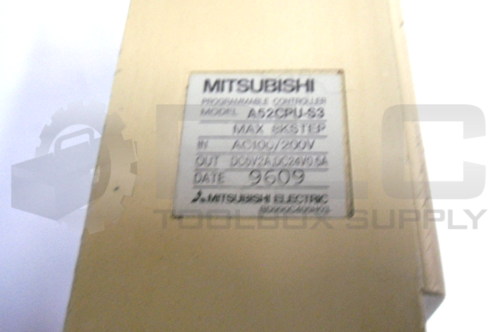 MITSUBISHI
PROGRAMMABLE CONTROLLER
MODEL A52CPU-S3
MAX 8KSTEP
IN AC100/200V
OUT DC5V2A,DC24V0.5A
DATE 9609
MITSUBISHI ELECTRIC
TOOLBOX SUPPLY